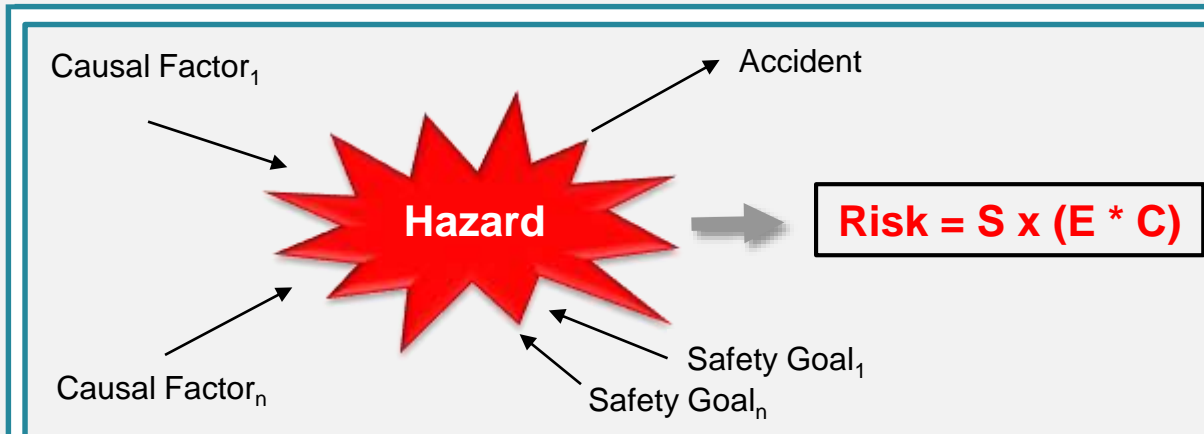 Causal Factor₁
Accident
Hazard
Risk = S x (E * C)
Safety Goal₁
Causal Factorₙ
Safety Goalₙ